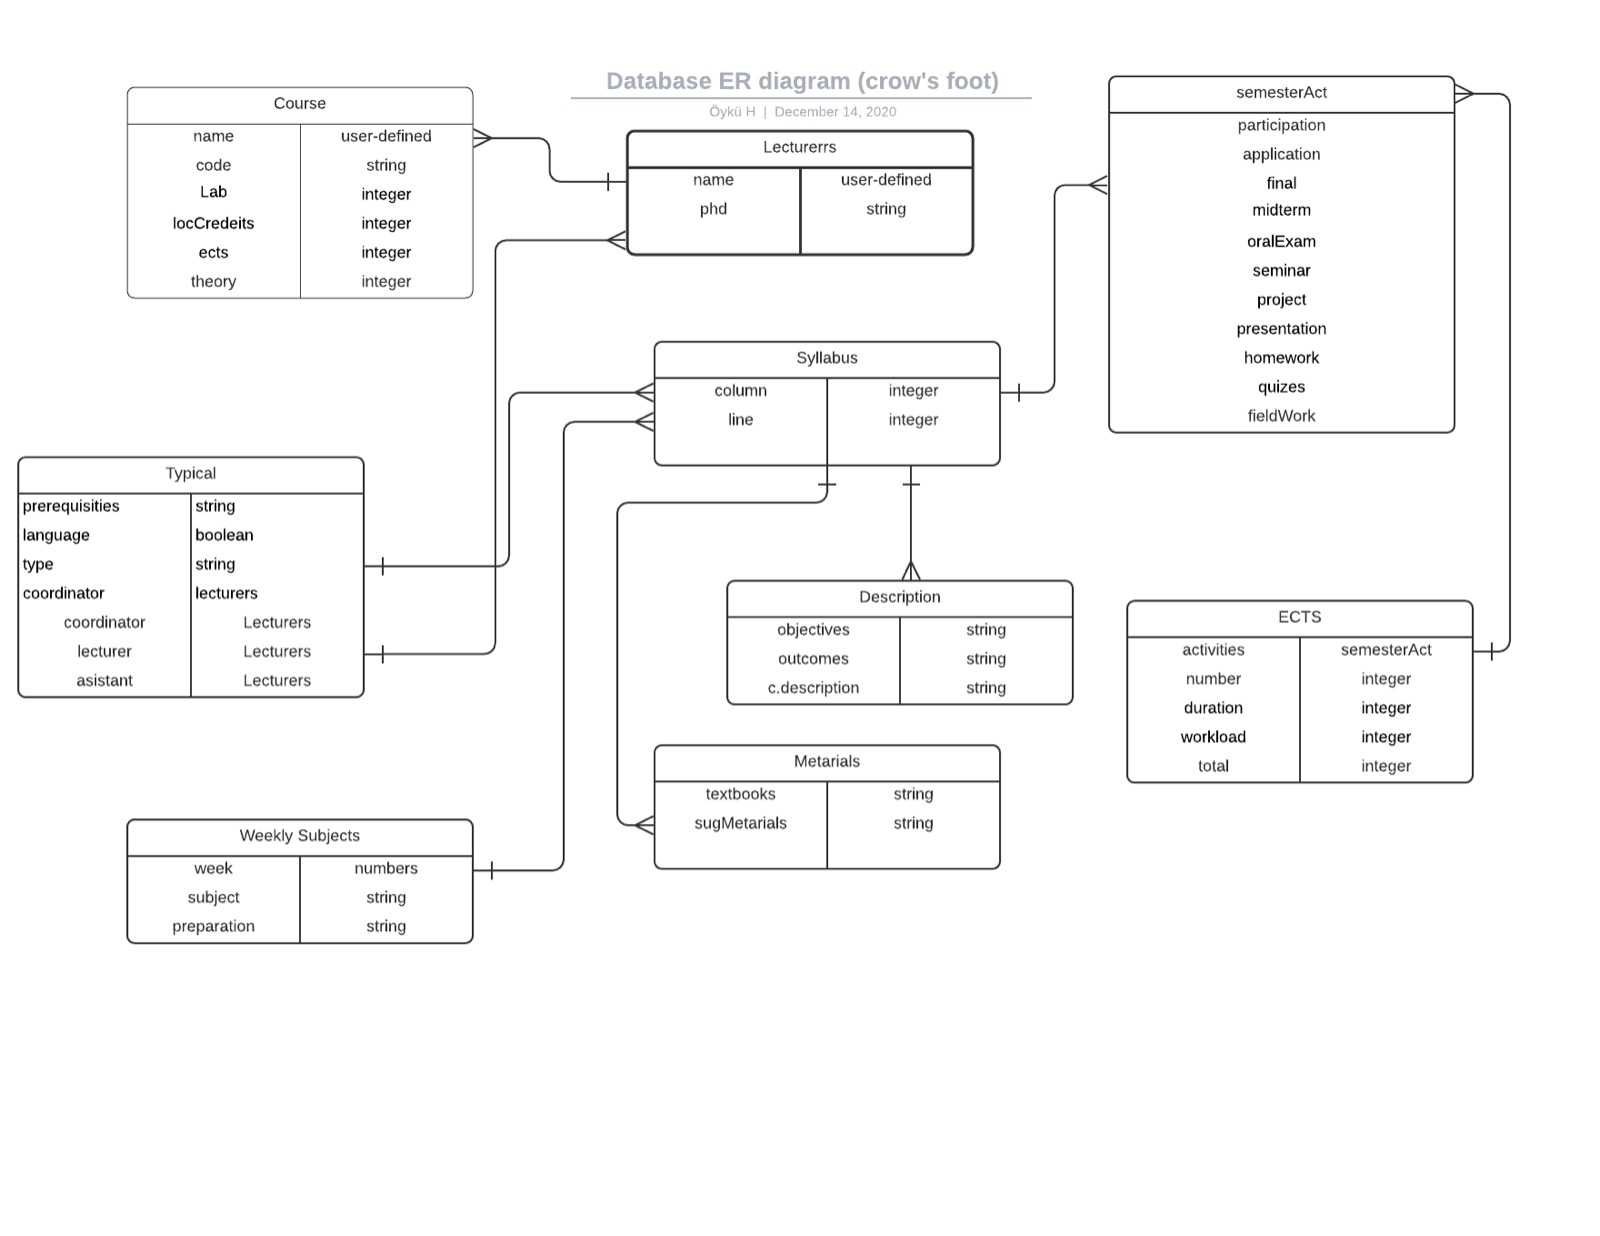 Database ER diagram (crow's foot)
Öykü H | December 14, 2020
Course
name user-defined
code string
Lab integer
locCredeits integer
ects integer
theory integer
Lecturerrs
name user-defined
phd string
semesterAct
participation
application
final
midterm
oralExam
seminar
project
presentation
homework
quizes
fieldWork
Syllabus
column integer
line integer
Typical
prerequisities string
language boolean
type string
coordinator lecturers
coordinator Lecturers
lecturer Lecturers
asistant Lecturers
Description
objectives string
outcomes string
c.description string
ECTS
activities semesterAct
number integer
duration integer
workload integer
total integer
Metarials
textbooks string
sugMetarials string
Weekly Subjects
week numbers
subject string
preparation string